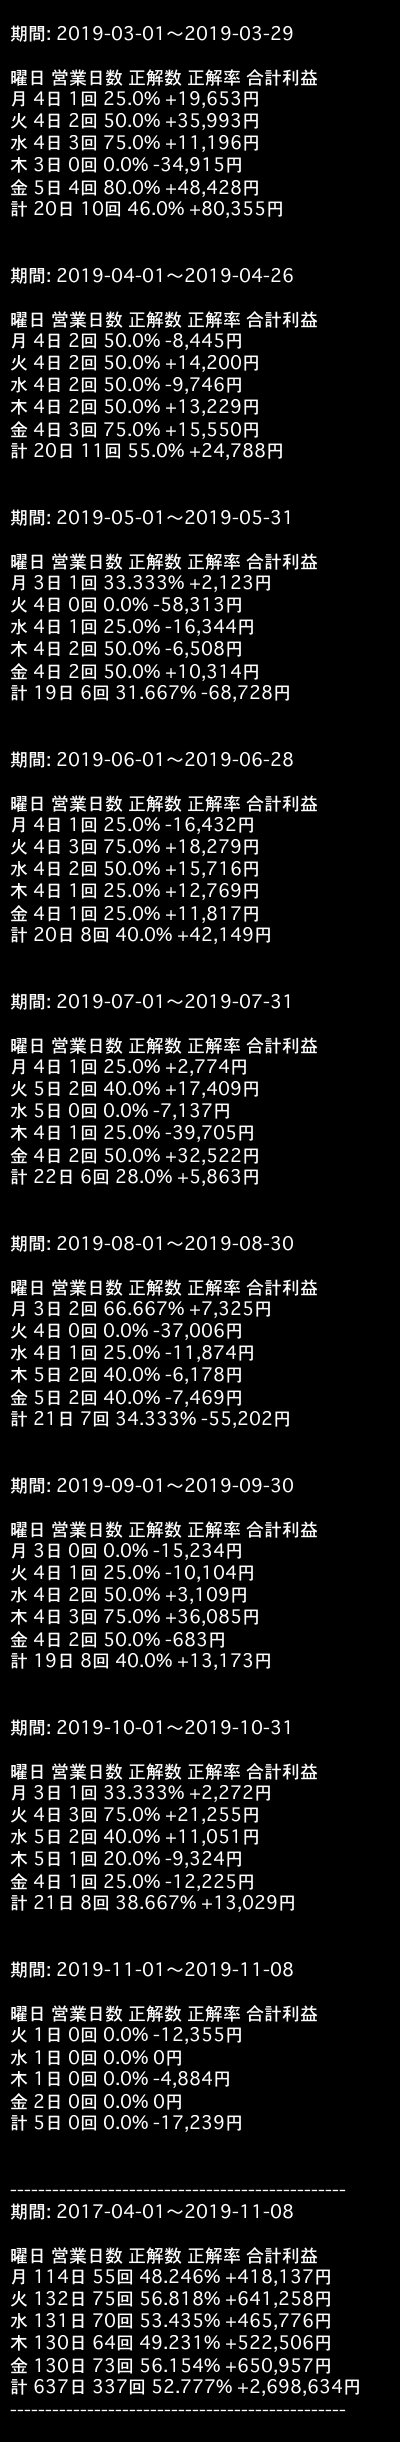 期間: 2019-03-01～2019-03-29
曜日 営業日数 正解数 正解率 合計利益
月 4日 1回 25.0% +19,653円
火 4日 2回 50.0% +35,993円
水 4日 3回 75.0% +11,196円
木 3日 0回 0.0% -34,915円
金 5日 4回 80.0% +48,428円
計 20日 10回 46.0% +80,355円
期間: 2019-04-01～2019-04-26
曜日 営業日数 正解数 正解率 合計利益
月 4日 2回 50.0% -8,445円
火 4日 2回 50.0% +14,200円
水 4日 2回 50.0% -9,746円
木 4日 2回 50.0% +13,229円
金 4日 3回 75.0% +15,550円
計 20日 11回 55.0% +24,788円
期間: 2019-05-01～2019-05-31
曜日 営業日数 正解数 正解率 合計利益
月 3日 1回 33.333% +2,123円
火 4日 0回 0.0% -58,313円
水 4日 1回 25.0% -16,344円
木 4日 2回 50.0% -6,508円
金 4日 2回 50.0% +10,314円
計 19日 6回 31.667% -68,728円
期間: 2019-06-01～2019-06-28
曜日 営業日数 正解数 正解率 合計利益
月 4日 1回 25.0% -16,432円
火 4日 3回 75.0% +18,279円
水 4日 2回 50.0% +15,716円
木 4日 1回 25.0% +12,769円
金 4日 1回 25.0% +11,817円
計 20日 8回 40.0% +42,149円
期間: 2019-07-01～2019-07-31
曜日 営業日数 正解数 正解率 合計利益
月 4日 1回 25.0% +2,774円
火 5日 2回 40.0% +17,409円
水 5日 0回 0.0% -7,137円
木 4日 1回 25.0% -39,705円
金 4日 2回 50.0% +32,522円
計 22日 6回 28.0% +5,863円
期間: 2019-08-01～2019-08-30
曜日 営業日数 正解数 正解率 合計利益
月 3日 2回 66.667% +7,325円
火 4日 0回 0.0% -37,006円
水 4日 1回 25.0% -11,874円
木 5日 2回 40.0% -6,178円
金 5日 2回 40.0% -7,469円
計 21日 7回 34.333% -55,202円
期間: 2019-09-01～2019-09-30
曜日 営業日数 正解数 正解率 合計利益
月 3日 0回 0.0% -15,234円
火 4日 1回 25.0% -10,104円
水 4日 2回 50.0% +3,109円
木 4日 3回 75.0% +36,085円
金 4日 2回 50.0% -683円
計 19日 8回 40.0% +13,173円
期間: 2019-10-01～2019-10-31
曜日 営業日数 正解数 正解率 合計利益
月 3日 1回 33.333% +2,272円
火 4日 3回 75.0% +21,255円
水 5日 2回 40.0% +11,051円
木 5日 1回 20.0% -9,324円
金 4日 1回 25.0% -12,225円
計 21日 8回 38.667% +13,029円
期間: 2019-11-01～2019-11-08
曜日 営業日数 正解数 正解率 合計利益
火 1日 0回 0.0% -12,355円
水 1日 0回 0.0% 0円
木 1日 0回 0.0% -4,884円
金 2日 0回 0.0% 0円
計 5日 0回 0.0% -17,239円
------------------------------------------------
期間: 2017-04-01～2019-11-08
曜日 営業日数 正解数 正解率 合計利益
月 114日 55回 48.246% +418,137円
火 132日 75回 56.818% +641,258円
水 131日 70回 53.435% +465,776円
木 130日 64回 49.231% +522,506円
金 130日 73回 56.154% +650,957円
計 637日 337回 52.777% +2,698,634円
------------------------------------------------